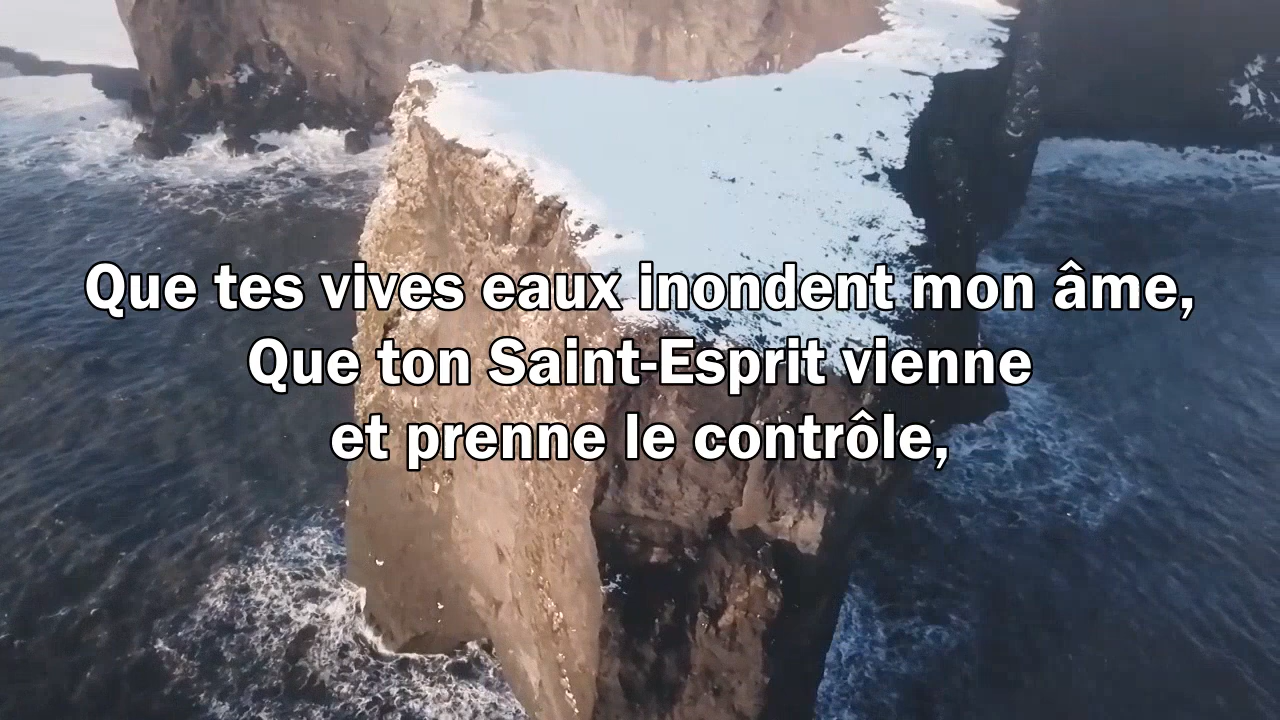 Que tes vives eaux inondent mon âme,
Que ton Saint-Esprit vienne
et prenne le contrôle,